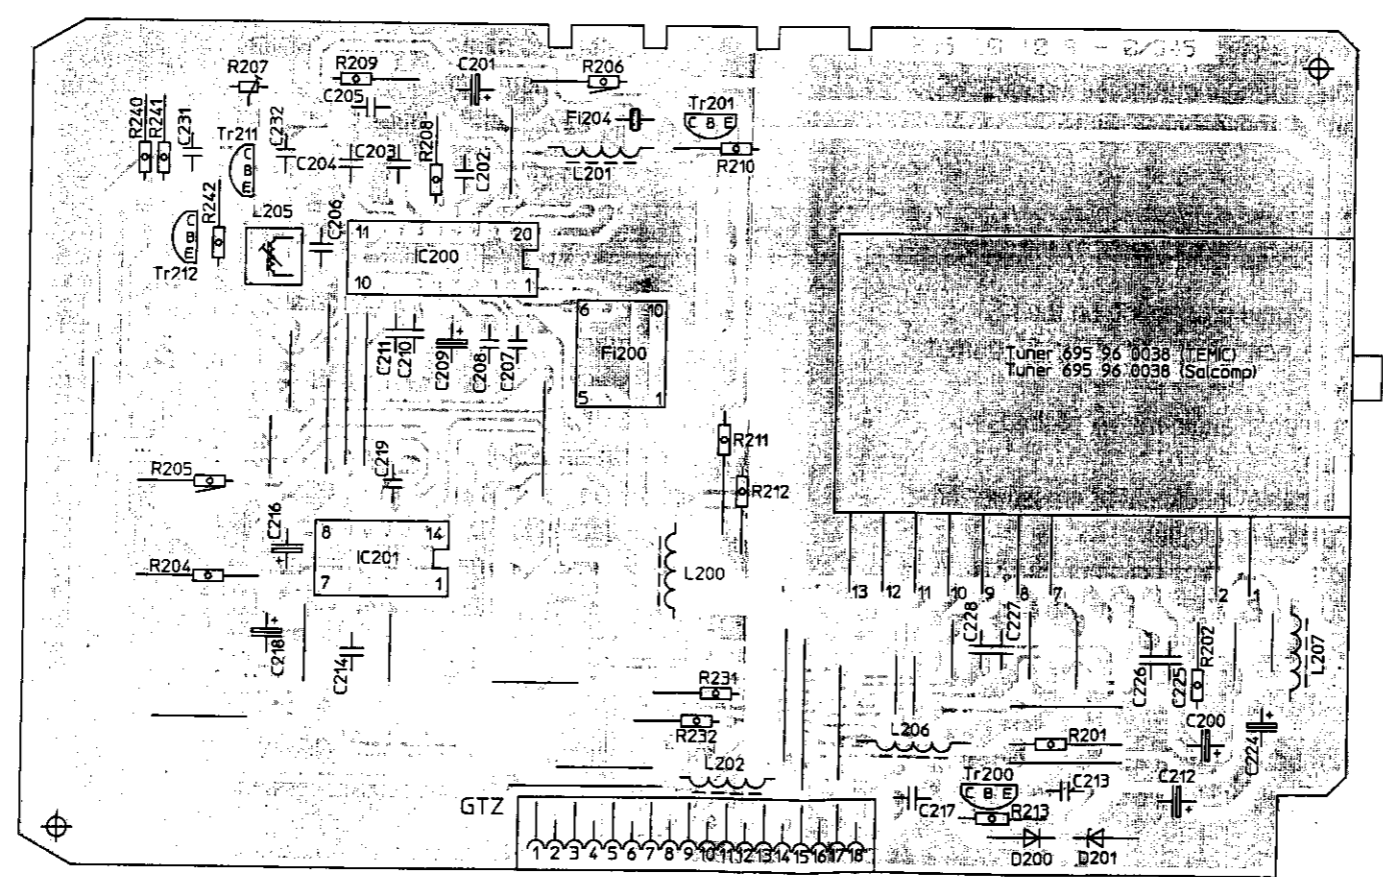 R207
R209
C201
R206
C205
Tr201
C B E
Fi204
R240
R241
C231
Tr211
C
B
E
C232
C204
C203
R208
C202
L201
R210
R242
C
B
E
Tr212
L205
C206
11
20
IC200
10
1
C211
C210
C209
C208
C207
6
10
Fi200
5
1
Tuner 695 96 0038 (TEMIC)
Tuner 695 96 0038 (Salcomp)
R211
R212
R205
C219
C216
8
14
IC201
7
1
R204
L200
13
12
11
10
9
8
7
2
1
C218
C214
C228
C227
C226
C225
R202
L207
R231
R232
L202
L206
R201
C200
C224
Tr200
C B E
C213
C212
C217
R213
D200
D201
GTZ
1 2 3 4 5 6 7 8 9 10 11 12 13 14 15 16 17 18